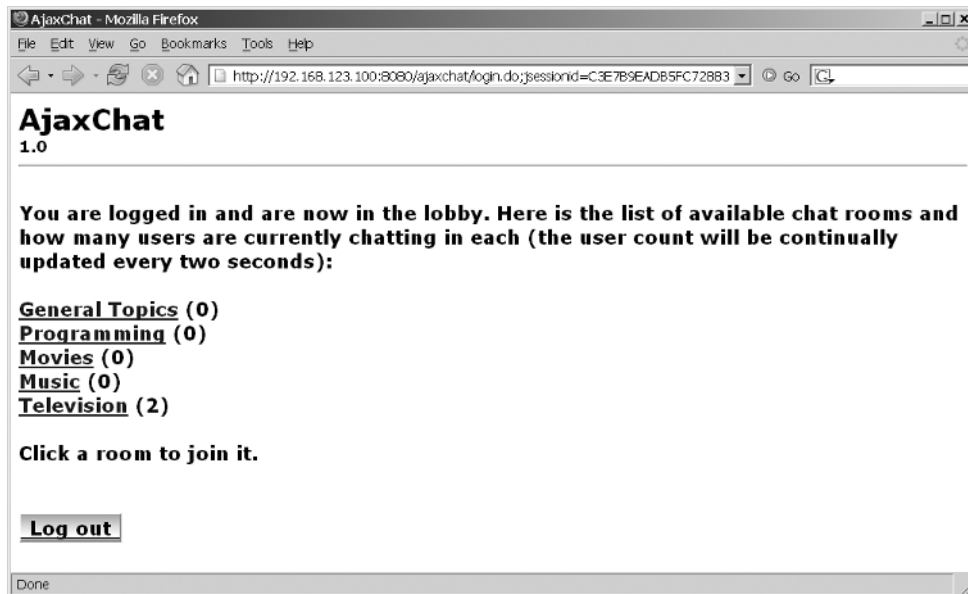 AjaxChat - Mozilla Firefox
File Edit View Go Bookmarks Tools Help
http://192.168.123.100:8080/ajaxchat/login.do;jsessionid=C3E7B9EADB5FC72883 Go G
AjaxChat
1.0
You are logged in and are now in the lobby. Here is the list of available chat rooms and
how many users are currently chatting in each (the user count will be continually
updated every two seconds):
General Topics (0)
Programming (0)
Movies (0)
Music (0)
Television (2)
Click a room to join it.
Log out
Done